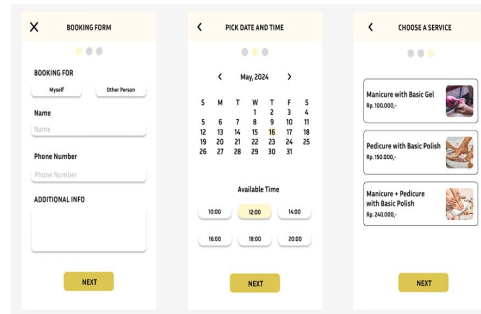 BOOKING FORM
BOOKING FOR
Myself Other Person
Name
Name
Phone Number
Phone Number
ADDITIONAL INFO
NEXT
PICK DATE AND TIME
May, 2024
S M T W T F S
1 2 3 4
5 6 7 8 9 10 11
12 13 14 15 16 17 18
19 20 21 22 23 24 25
26 27 28 29 30 31
Available Time
10:00 12:00 14:00
16:00 18:00 20:00
NEXT
CHOOSE A SERVICE
Manicure with Basic Gel
Rp. 100.000,-
Pedicure with Basic Polish
Rp. 150.000,-
Manicure + Pedicure
with Basic Polish
Rp. 240.000,-
NEXT